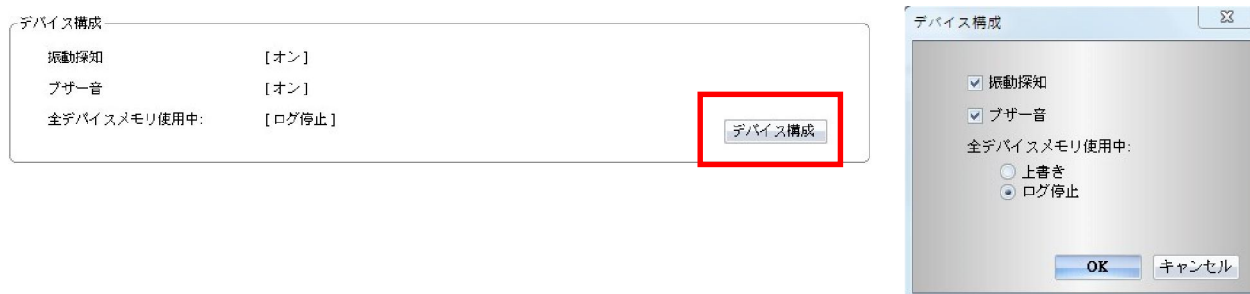 デバイス構成
振動探知 [オン]
ブザー音 [オン]
全デバイスメモリ使用中: [ログ停止]
デバイス構成
デバイス構成
振動探知
ブザー音
全デバイスメモリ使用中:
上書き
ログ停止
OK キャンセル